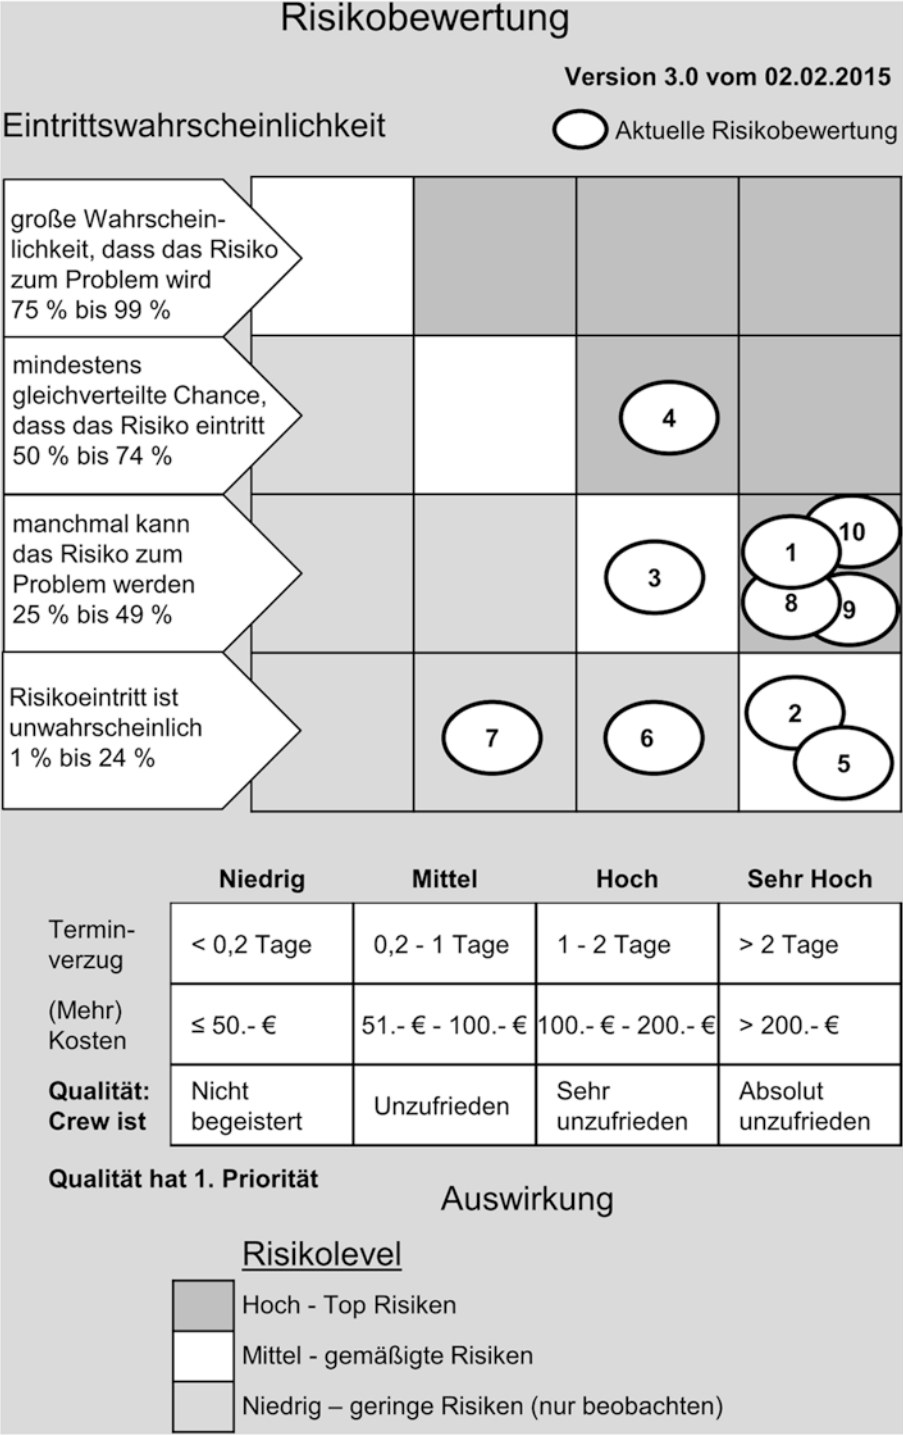 Risikobewertung
Version 3.0 vom 02.02.2015
Eintrittswahrscheinlichkeit
Aktuelle Risikobewertung
große Wahrschein-
lichkeit, dass das Risiko
zum Problem wird
75 % bis 99 %
mindestens
gleichverteilte Chance,
dass das Risiko eintritt
50 % bis 74 %
4
manchmal kann
das Risiko zum
Problem werden
25 % bis 49 %
3
10
1
8
9
Risikoeintritt ist
unwahrscheinlich
1 % bis 24 %
7
6
2
5
Niedrig Mittel Hoch Sehr Hoch
Termin-
verzug
< 0,2 Tage
0,2 - 1 Tage
1 - 2 Tage
> 2 Tage
(Mehr)
Kosten
≤ 50.- €
51.- € - 100.- €
100.- € - 200.- €
> 200.- €
Qualität:
Crew ist
Nicht
begeistert
Unzufrieden
Sehr
unzufrieden
Absolut
unzufrieden
Qualität hat 1. Priorität
Auswirkung
Risikolevel
Hoch - Top Risiken
Mittel - gemäßigte Risiken
Niedrig – geringe Risiken (nur beobachten)